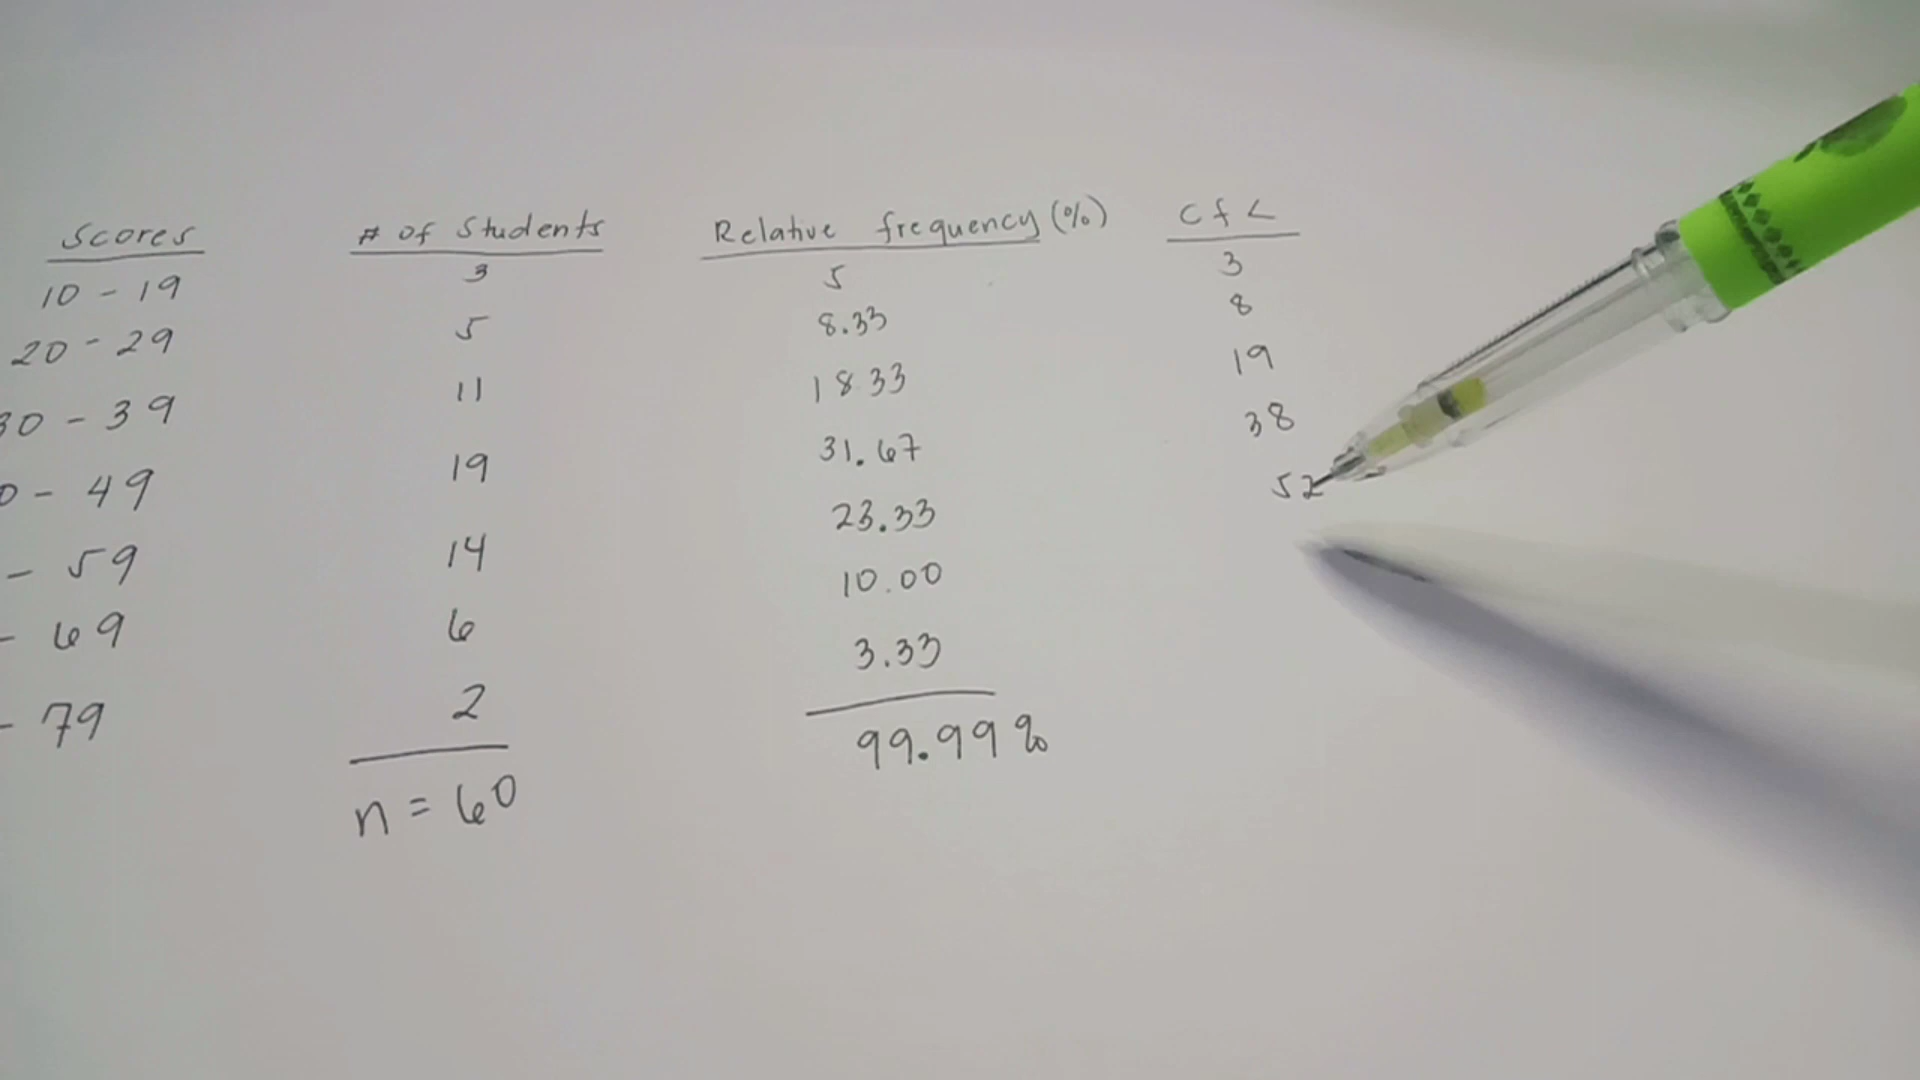 Scores # of Students Relative frequency (%) cf <
10 - 19 3 5 3
20 - 29 5 8.33 8
30 - 39 11 18.33 19
0 - 49 19 31.67 38
- 59 14 23.33 52
- 69 6 10.00
- 79 2 3.33
n = 60 99.99%